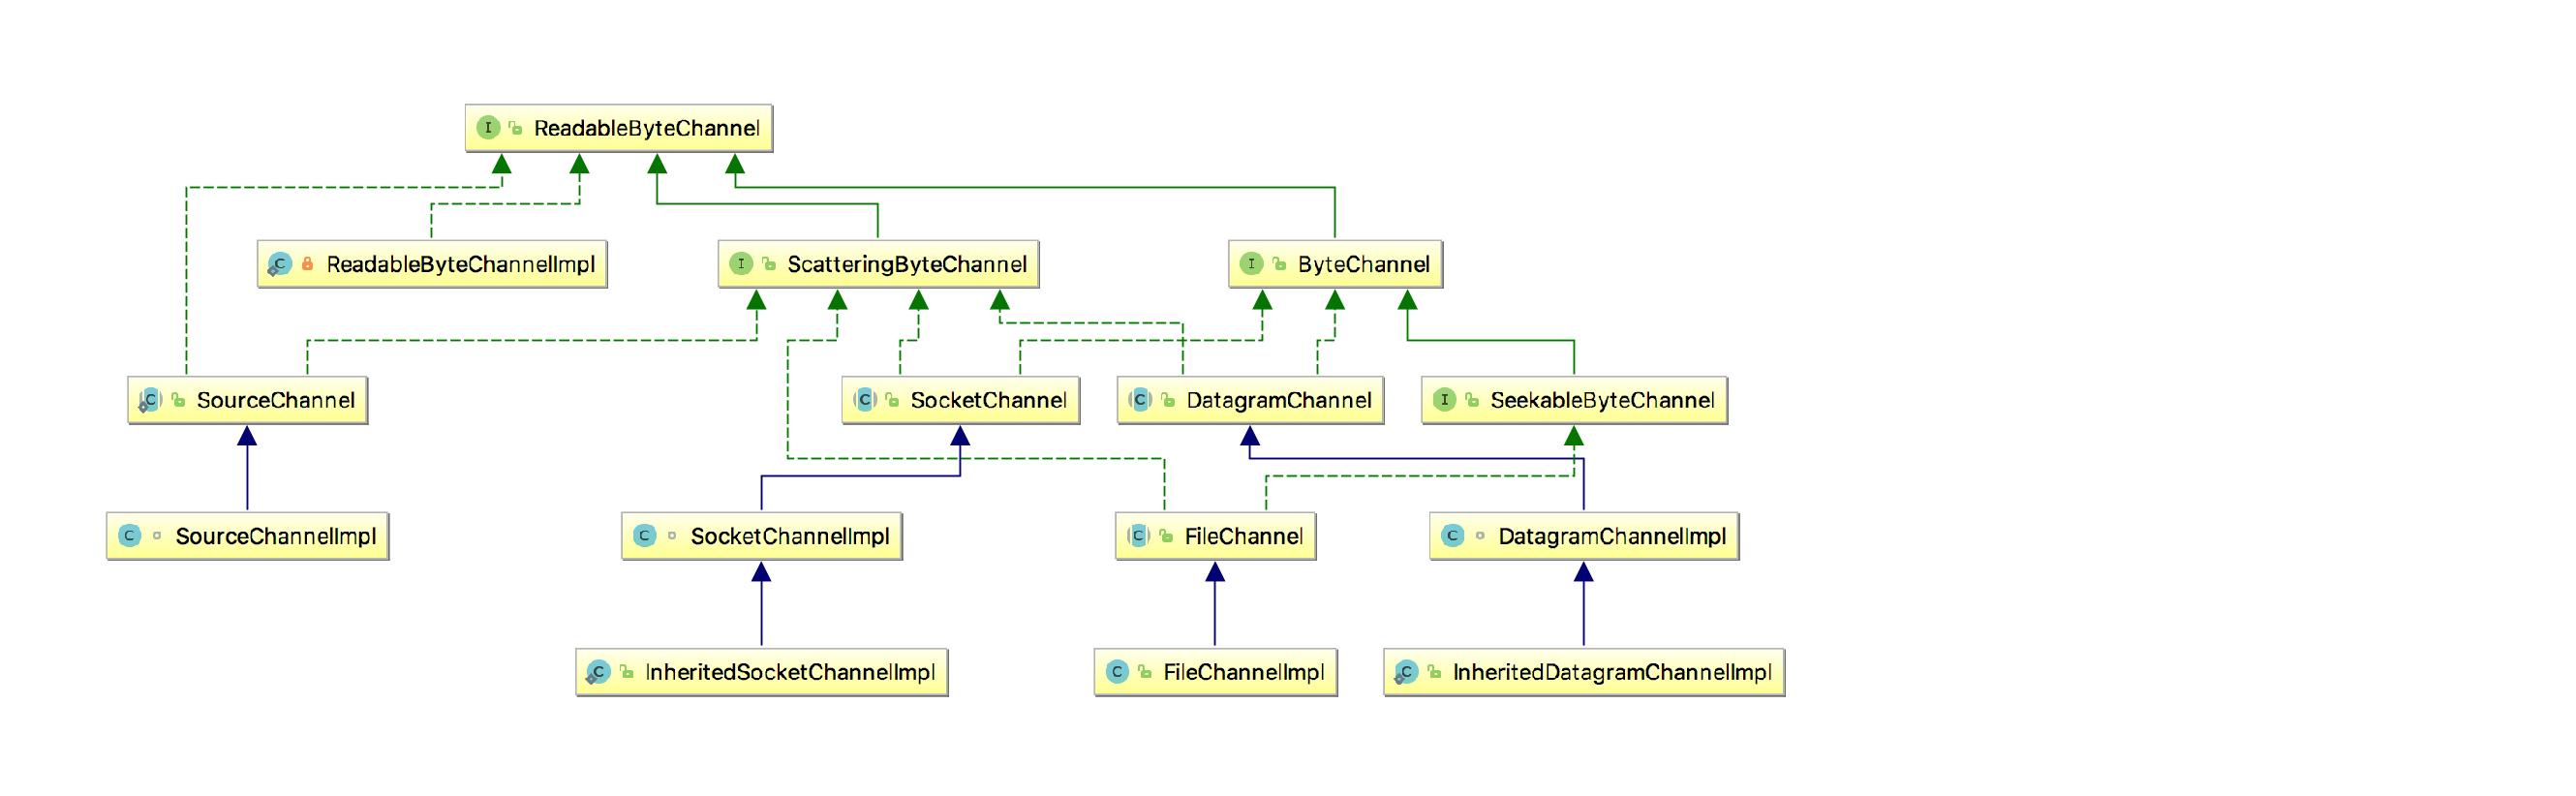 ReadableByteChannel
ReadableByteChannelImpl
ScatteringByteChannel
ByteChannel
SourceChannel
SocketChannel
DatagramChannel
SeekableByteChannel
SourceChannelImpl
SocketChannelImpl
FileChannel
DatagramChannelImpl
InheritedSocketChannelImpl
FileChannelImpl
InheritedDatagramChannelImpl